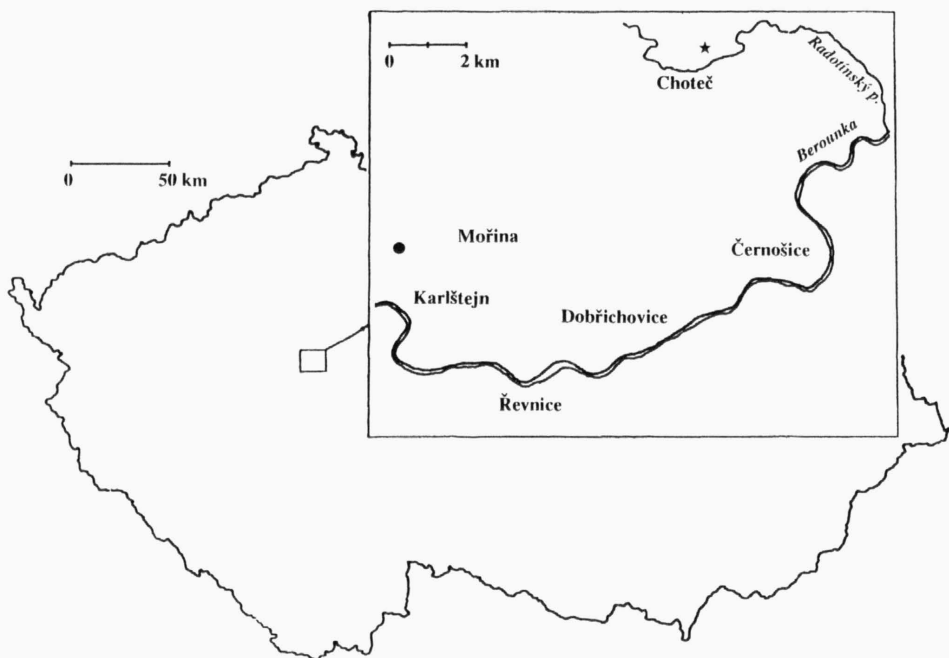 0 2 km
Choteč
Radotínský p.
Berounka
0 50 km
Mořina
Černošice
Karlštejn
Dobřichovice
Řevnice